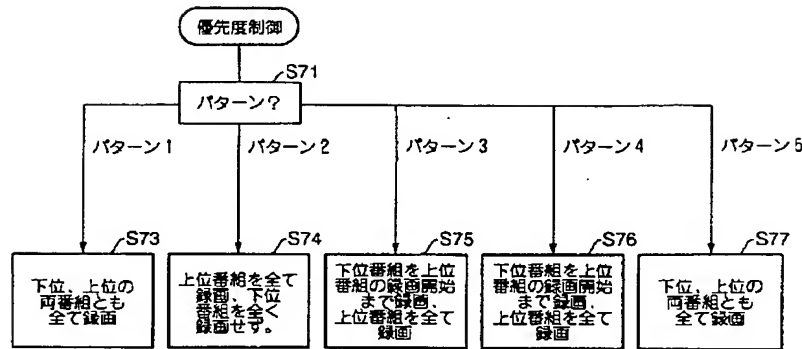 優先度制御
S71
パターン?
パターン1
パターン2
パターン3
パターン4
パターン5
S73
下位、上位の
両番組とも
全て録画
S74
上位番組を全て
録画、下位
番組を全く
録画せず。
S75
下位番組を上位
番組の録画開始
まで録画、
上位番組を全て
録画
S76
下位番組を上位
番組の録画開始
まで録画、
上位番組を全て
録画
S77
下位、上位の
両番組とも
全て録画